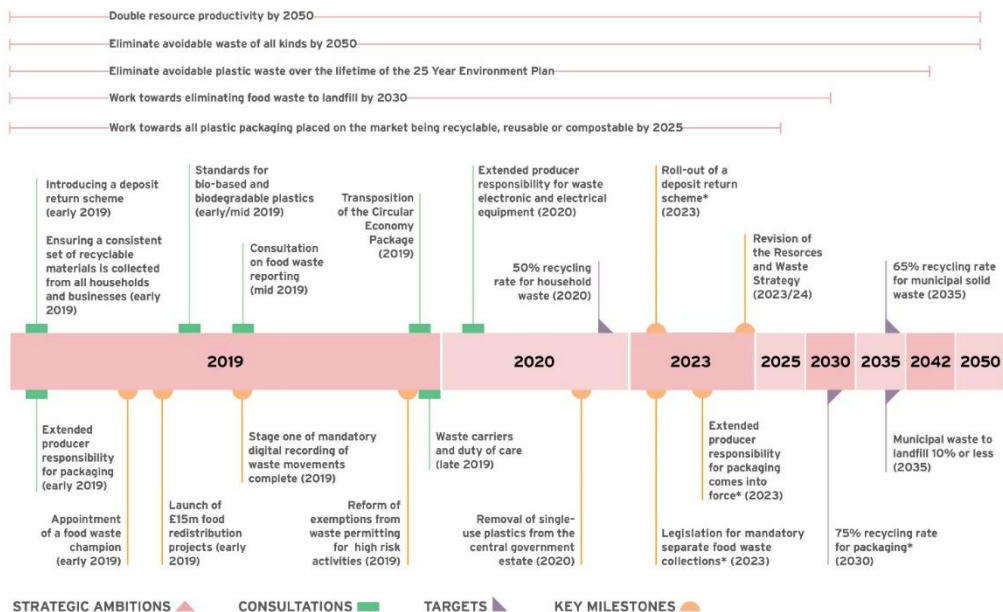 Double resource productivity by 2050
Eliminate avoidable waste of all kinds by 2050
Eliminate avoidable plastic waste over the lifetime of the 25 Year Environment Plan
Work towards eliminating food waste to landfill by 2030
Work towards all plastic packaging placed on the market being recyclable, reusable or compostable by 2025
Introducing a deposit
return scheme
(early 2019)
Ensuring a consistent
set of recyclable
materials is collected
from all households
and businesses (early
2019)
Standards for
bio-based and
biodegradable plastics
(early/mid 2019)
Consultation
on food waste
reporting
(mid 2019)
Transposition
of the Circular
Economy
Package
(2019)
Extended producer
responsibility for waste
electronic and electrical
equipment (2020)
50% recycling
rate for household
waste (2020)
Roll-out of a
deposit return
scheme*
(2023)
Revision of
the Resorces
and Waste
Strategy
(2023/24)
65% recycling rate
for municipal solid
waste (2035)
2019
2020
2023
2025
2030
2035
2042
2050
Extended
producer
responsibility
for packaging
(early 2019)
Appointment
of a food waste
champion
(early 2019)
Launch of
£15m food
redistribution
projects (early
2019)
Stage one of mandatory
digital recording of
waste movements
complete (2019)
Reform of
exemptions from
waste permitting
for high risk
activities (2019)
Waste carriers
and duty of care
(late 2019)
Removal of single-
use plastics from the
central government
estate (2020)
Extended
producer
responsibility
for packaging
comes into
force* (2023)
Legislation for mandatory
separate food waste
collections* (2023)
75% recycling rate
for packaging*
(2030)
Municipal waste to
landfill 10% or less
(2035)
STRATEGIC AMBITIONS
CONSULTATIONS
TARGETS
KEY MILESTONES